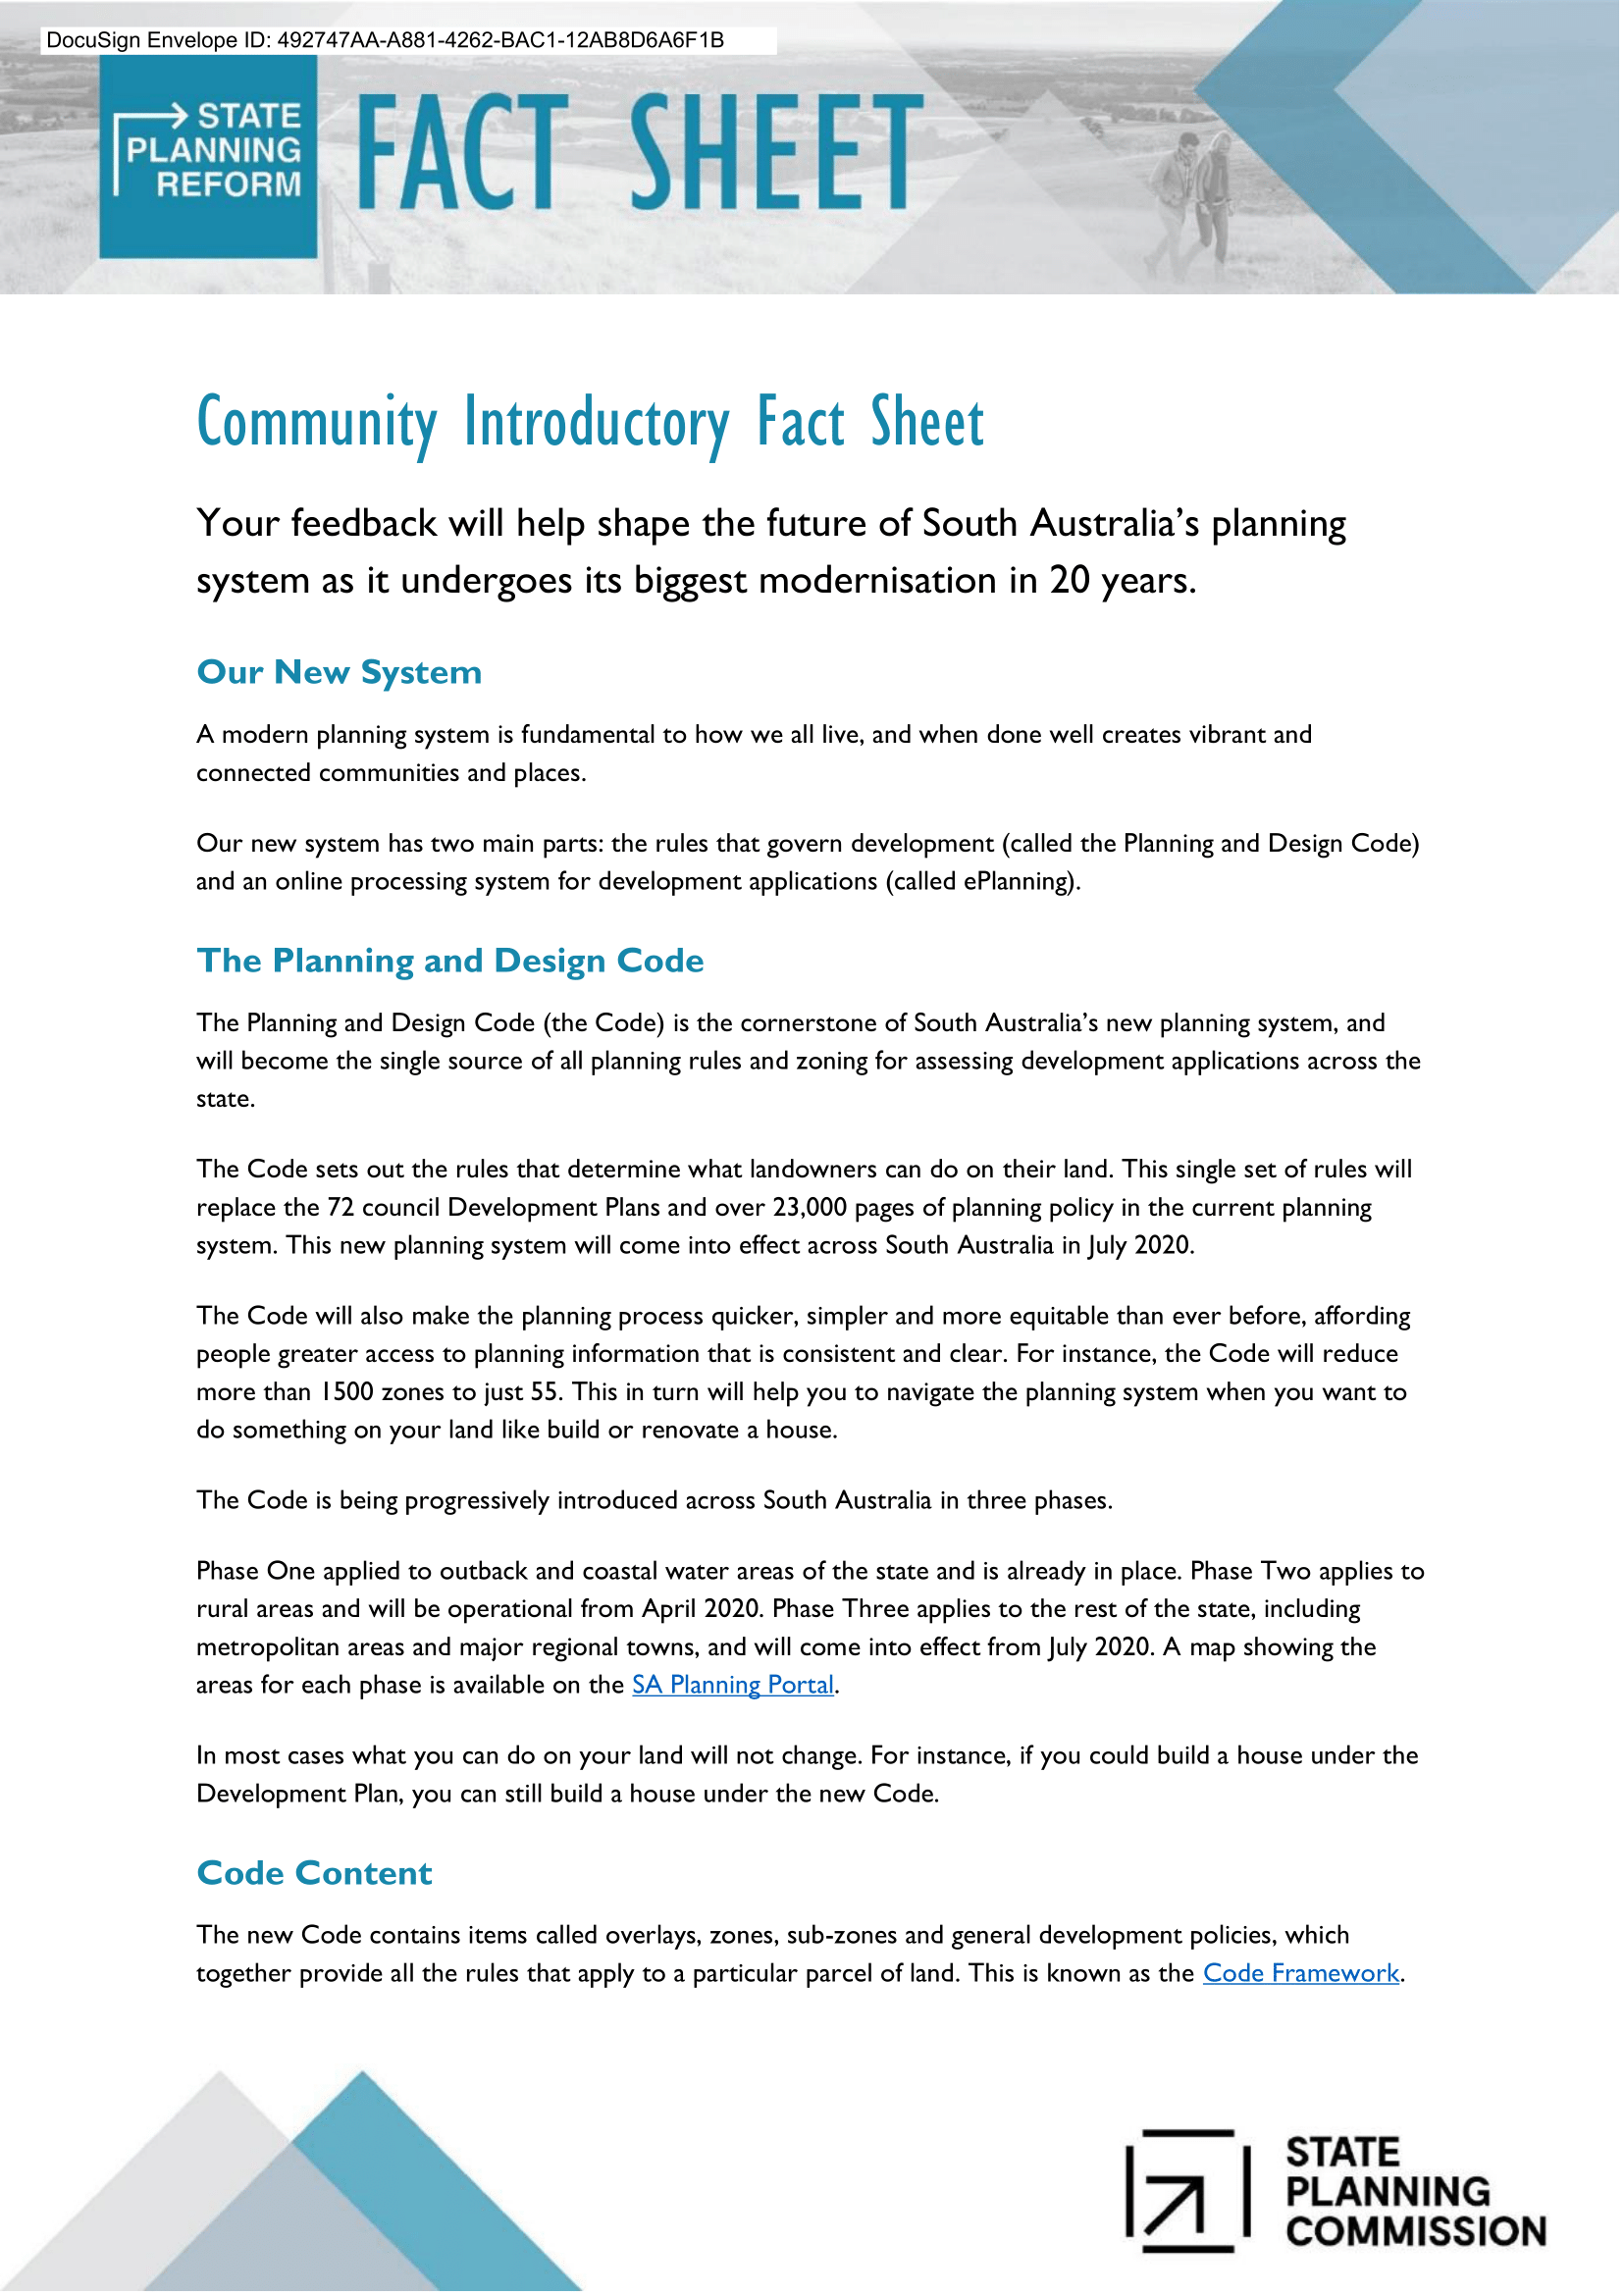 DocuSign Envelope ID: 492747AA-A881-4262-BAC1-12AB8D6A6F1B
STATE
PLANNING
REFORM
FACT SHEET
Community Introductory Fact Sheet
Your feedback will help shape the future of South Australia’s planning
system as it undergoes its biggest modernisation in 20 years.
Our New System
A modern planning system is fundamental to how we all live, and when done well creates vibrant and
connected communities and places.
Our new system has two main parts: the rules that govern development (called the Planning and Design Code)
and an online processing system for development applications (called ePlanning).
The Planning and Design Code
The Planning and Design Code (the Code) is the cornerstone of South Australia’s new planning system, and
will become the single source of all planning rules and zoning for assessing development applications across the
state.
The Code sets out the rules that determine what landowners can do on their land. This single set of rules will
replace the 72 council Development Plans and over 23,000 pages of planning policy in the current planning
system. This new planning system will come into effect across South Australia in July 2020.
The Code will also make the planning process quicker, simpler and more equitable than ever before, affording
people greater access to planning information that is consistent and clear. For instance, the Code will reduce
more than 1500 zones to just 55. This in turn will help you to navigate the planning system when you want to
do something on your land like build or renovate a house.
The Code is being progressively introduced across South Australia in three phases.
Phase One applied to outback and coastal water areas of the state and is already in place. Phase Two applies to
rural areas and will be operational from April 2020. Phase Three applies to the rest of the state, including
metropolitan areas and major regional towns, and will come into effect from July 2020. A map showing the
areas for each phase is available on the SA Planning Portal.
In most cases what you can do on your land will not change. For instance, if you could build a house under the
Development Plan, you can still build a house under the new Code.
Code Content
The new Code contains items called overlays, zones, sub-zones and general development policies, which
together provide all the rules that apply to a particular parcel of land. This is known as the Code Framework.
STATE
PLANNING
COMMISSION